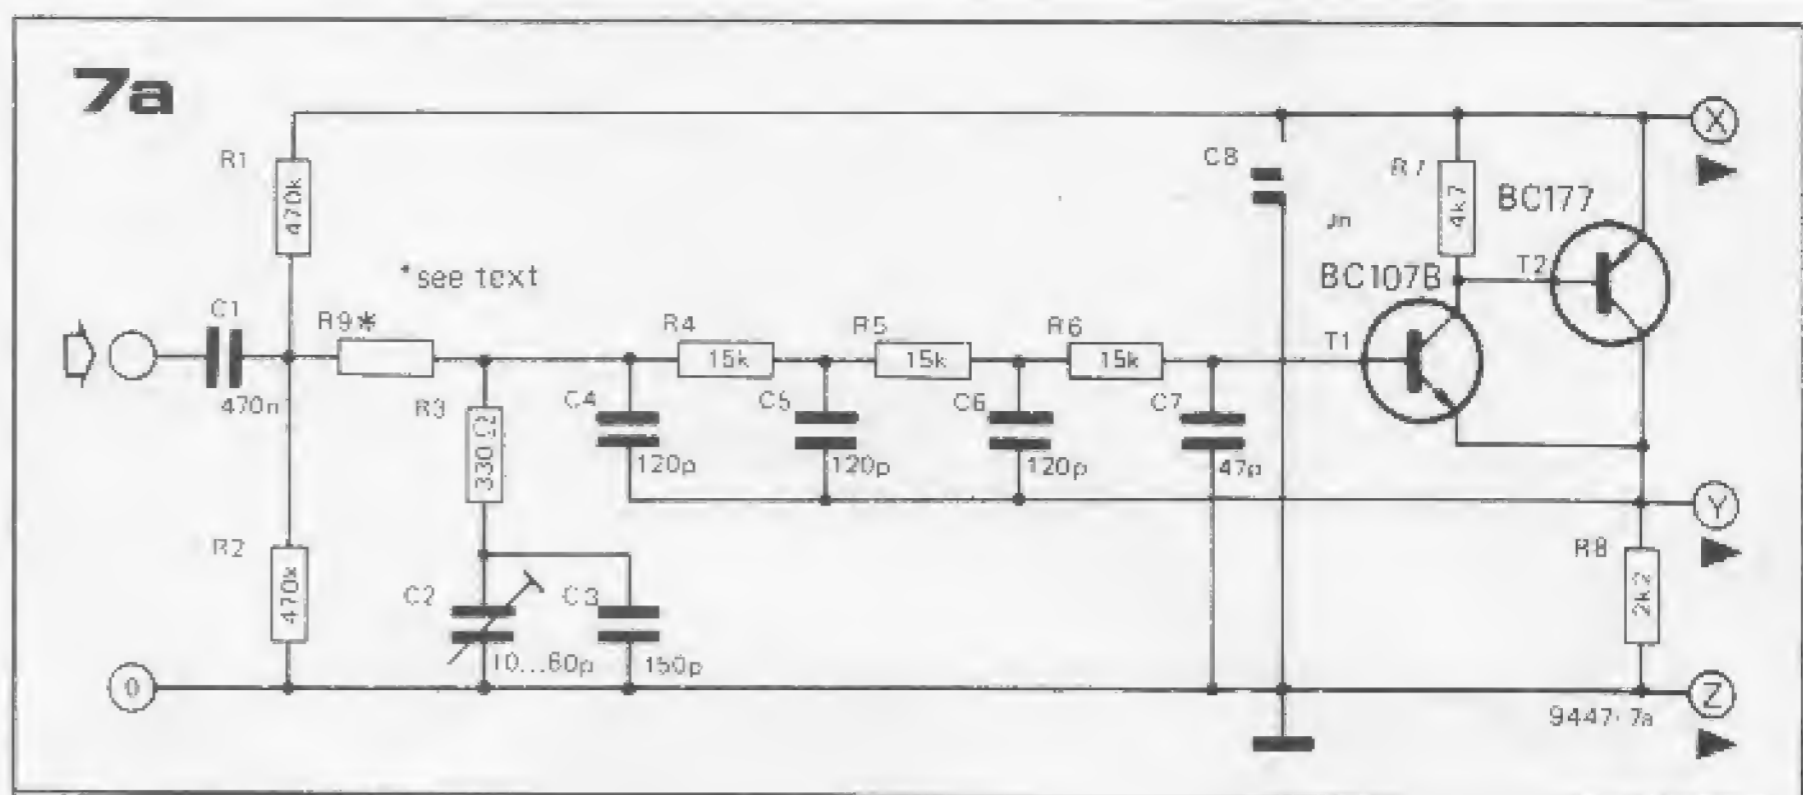 7a
X
R1
470k
C8
R7
4k7
BC177
T2
BC107B
*see text
C1
470n
R9*
R3
330Ω
R4
15k
R5
15k
R6
15k
T1
C4
120p
C5
120p
C6
120p
C7
47p
Y
R2
470k
C2
10...60p
C3
150p
R8
2k2
0
Z
9447-7a